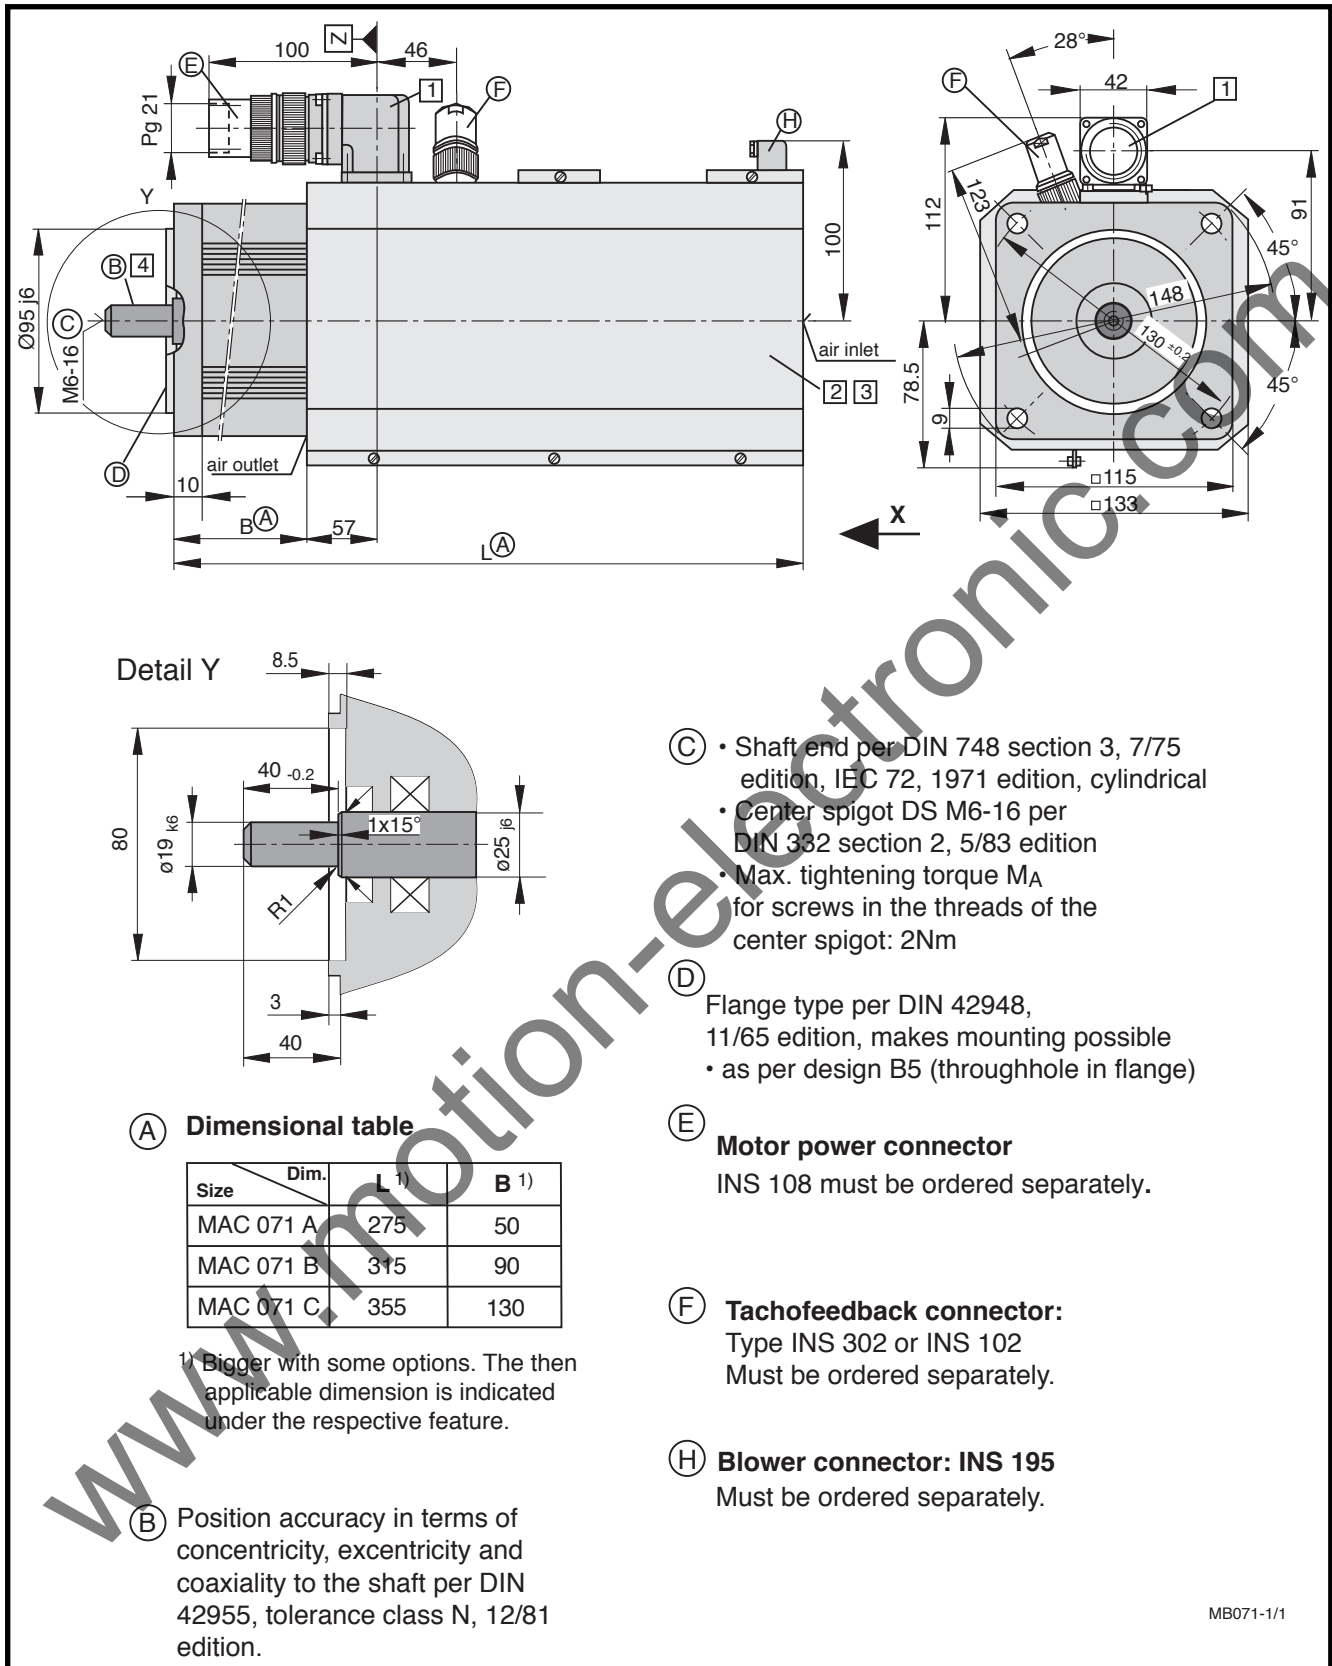 100
Z
46
E
1
F
Pg 21
H
Y
100
B 4
Ø95 j6
C
M6-16
air inlet
2 3
D
air outlet
10
B A
57
L A
X
28°
F
42
1
112
123
91
45°
148
130 ±0.2
78.5
9
45°
□115
□133
Detail Y
8.5
40 -0.2
80
ø19 k6
1x15°
ø25 j6
R1
3
40
A Dimensional table
Dim.
Size
L 1)
B 1)
MAC 071 A 275 50
MAC 071 B 315 90
MAC 071 C 355 130
1) Bigger with some options. The then
applicable dimension is indicated
under the respective feature.
B Position accuracy in terms of
concentricity, excentricity and
coaxiality to the shaft per DIN
42955, tolerance class N, 12/81
edition.
C • Shaft end per DIN 748 section 3, 7/75
edition, IEC 72, 1971 edition, cylindrical
• Center spigot DS M6-16 per
DIN 332 section 2, 5/83 edition
• Max. tightening torque MA
for screws in the threads of the
center spigot: 2Nm
D
Flange type per DIN 42948,
11/65 edition, makes mounting possible
• as per design B5 (throughhole in flange)
E
Motor power connector
INS 108 must be ordered separately.
F Tachofeedback connector:
Type INS 302 or INS 102
Must be ordered separately.
H Blower connector: INS 195
Must be ordered separately.
MB071-1/1
www.motion-electronic.com